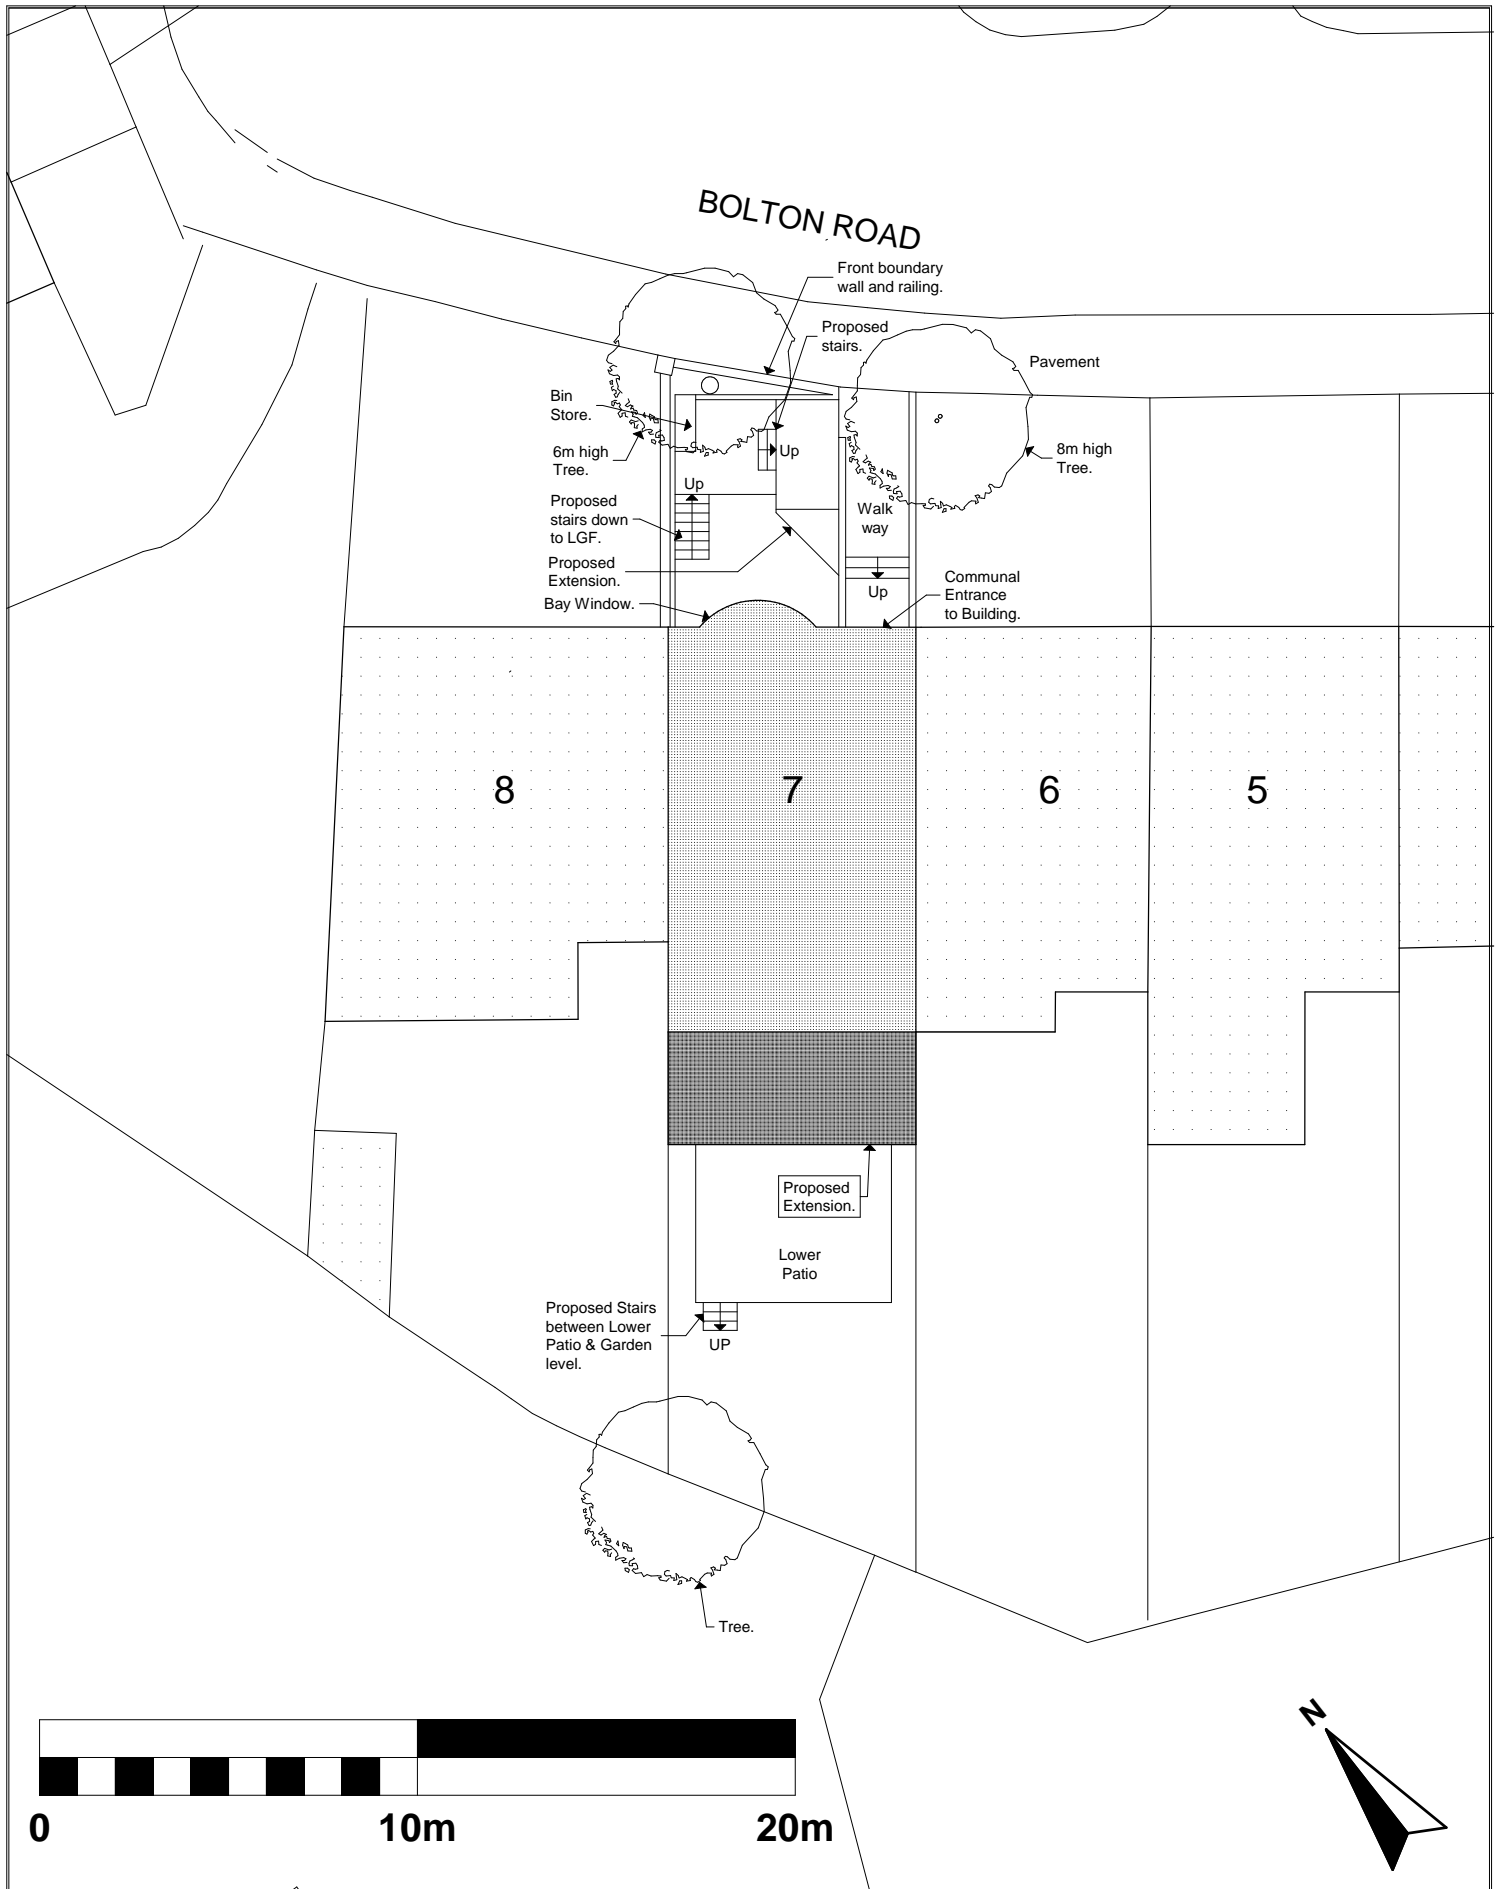 BOLTON ROAD
Front boundary
wall and railing.
Proposed
stairs.
Pavement
Bin
Store.
6m high
Tree.
Up
8m high
Tree.
Up
Proposed
stairs down
to LGF.
Walk
way
Proposed
Extension.
Up
Communal
Entrance
to Building.
Bay Window.
8
7
6
5
Proposed
Extension.
Lower
Patio
Proposed Stairs
between Lower
Patio & Garden
level.
UP
Tree.
N
0
10m
20m